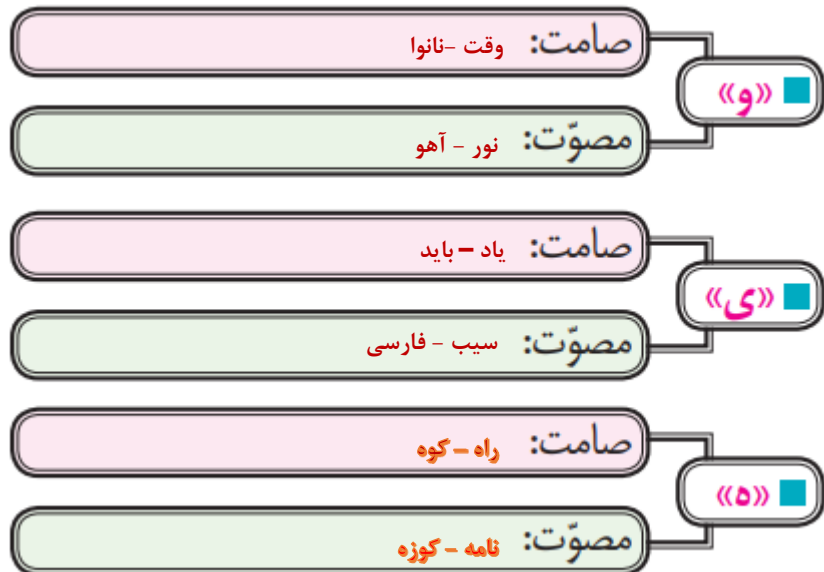 صامت: وقت -نانوا
«و»
مصوّت: نور - آهو
صامت: یاد – باید
«ی»
مصوّت: سیب - فارسی
صامت: راه – کوه
«ه»
مصوّت: نامه - کوزه